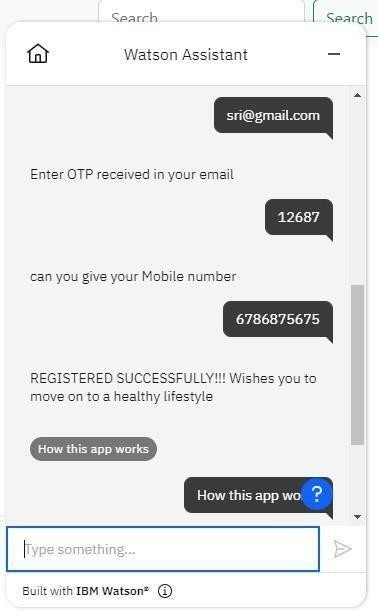 Search
Search
Watson Assistant
sri@gmail.com
Enter OTP received in your email
12687
can you give your Mobile number
6786875675
REGISTERED SUCCESSFULLY!!! Wishes you to
move on to a healthy lifestyle
How this app works
How this app wo
?
Type something...
Built with IBM Watson®